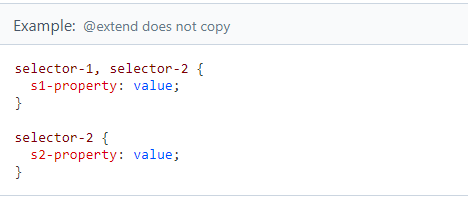 Example: @extend does not copy
selector-1, selector-2 {
  s1-property: value;
}
selector-2 {
  s2-property: value;
}